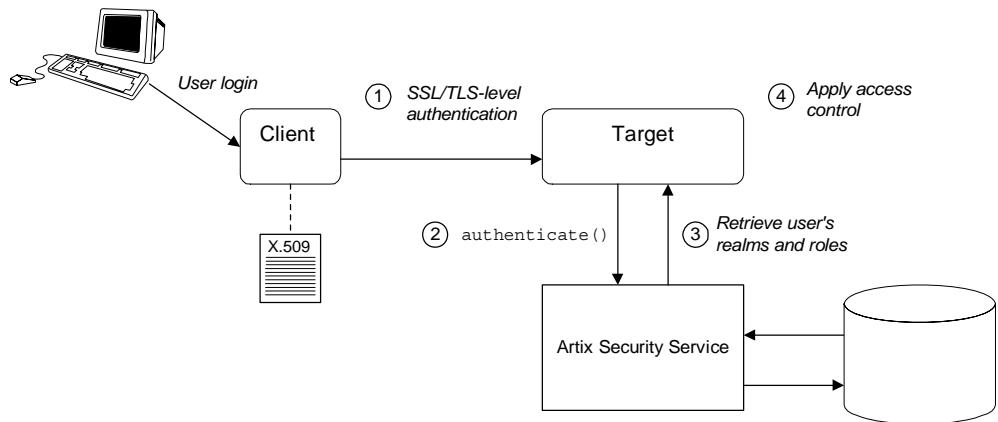 User login
1
SSL/TLS-level
authentication
4
Apply access
control
Client
Target
X.509
2
authenticate()
3
Retrieve user's
realms and roles
Artix Security Service